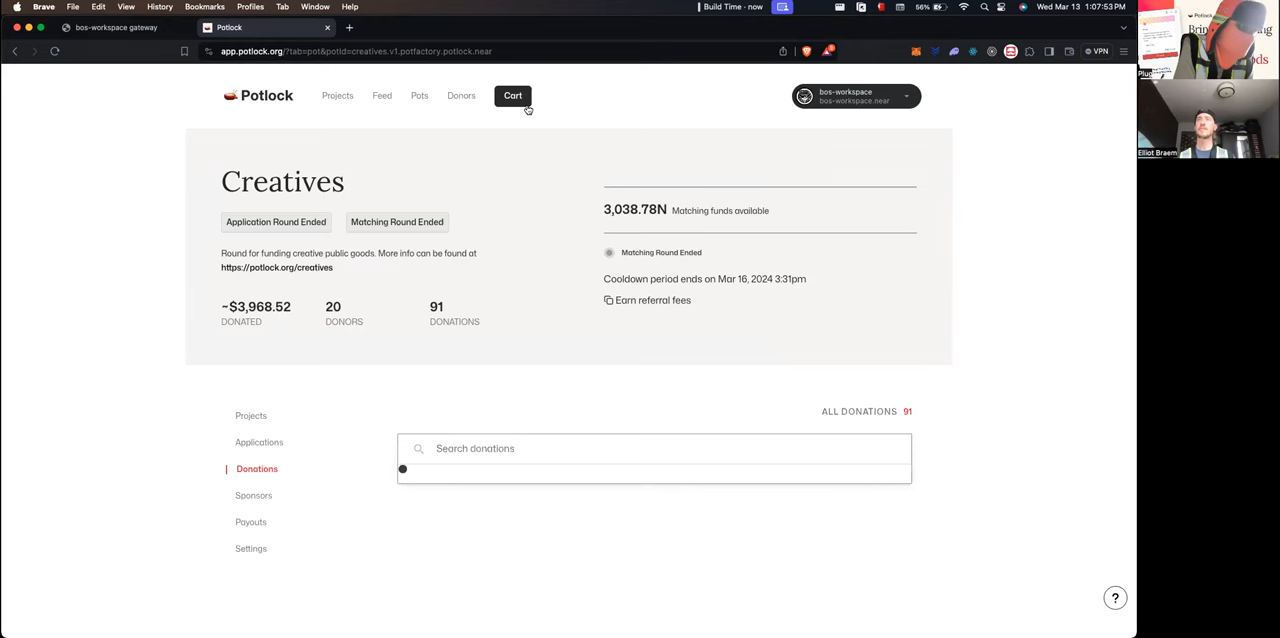 Brave File Edit View History Bookmarks Profiles Tab Window Help
Build Time · now
56%
Wed Mar 13 1:07:53 PM
bos-workspace gateway
Potlock
app.potlock.org/?tab=pot&potId=creatives.v1.potfactory.potlock.near
VPN
Potlock
Projects Feed Pots Donors Cart
bos-workspace
bos-workspace.near
Creatives
Application Round Ended Matching Round Ended
Round for funding creative public goods. More info can be found at
https://potlock.org/creatives
~$3,968.52 20 91
DONATED DONORS DONATIONS
3,038.78N Matching funds available
Matching Round Ended
Cooldown period ends on Mar 16, 2024 3:31pm
Earn referral fees
Projects
Applications
Donations
Sponsors
Payouts
Settings
ALL DONATIONS 91
Search donations
?
Potlock
Elliot Braem